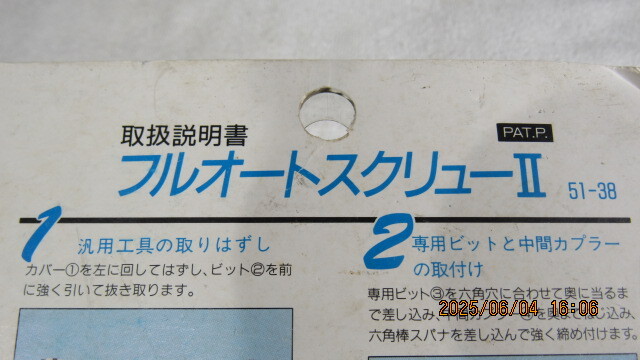 取扱説明書
PAT.P.
フルオートスクリューII
51-38
1 汎用工具の取りはずし
カバー①を左に回してはずし、ビット②を前
に強く引いて抜き取ります。
2 専用ビットと中間カプラー
の取付け
専用ビット③を六角穴に合わせて奥に当るま
で差し込み、
六角棒スパナを差し込んで強く締め付けます。
2025/06/04 16:06